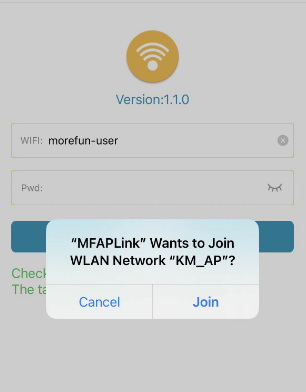 Version:1.1.0
WIFI: morefun-user
Pwd:
"MFAPLink" Wants to Join
WLAN Network "KM_AP"?
Cancel Join
Check
The ta